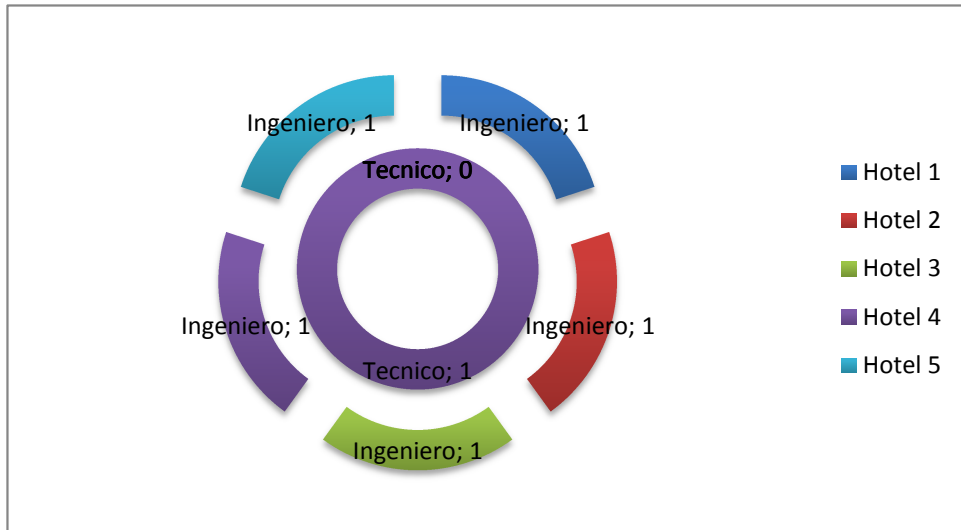 Ingeniero; 1
Ingeniero; 1
Tecnico; 0
Ingeniero; 1
Ingeniero; 1
Tecnico; 1
Ingeniero; 1
Hotel 1
Hotel 2
Hotel 3
Hotel 4
Hotel 5